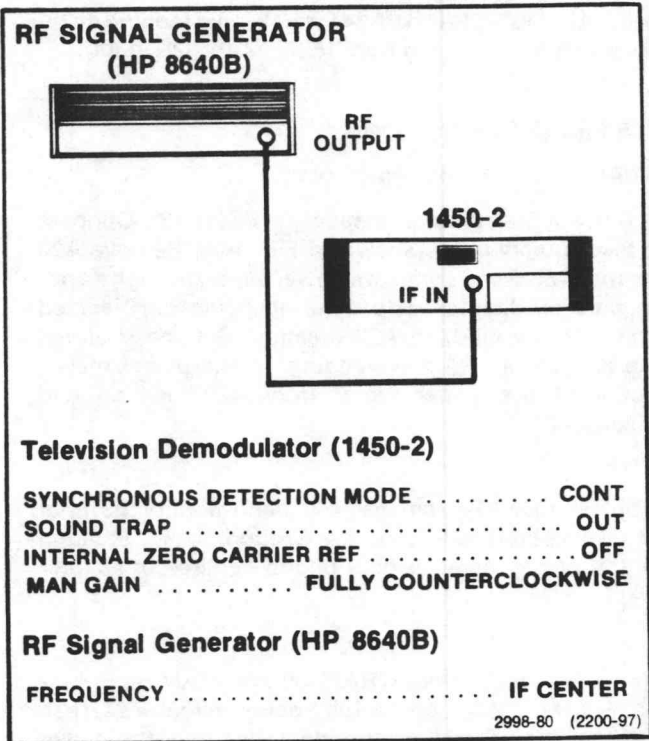 RF SIGNAL GENERATOR
(HP 8640B)
RF
OUTPUT
1450-2
IF IN
Television Demodulator (1450-2)
SYNCHRONOUS DETECTION MODE ........ CONT
SOUND TRAP ........................ OUT
INTERNAL ZERO CARRIER REF ............ OFF
MAN GAIN .......... FULLY COUNTERCLOCKWISE
RF Signal Generator (HP 8640B)
FREQUENCY ........................ IF CENTER
2998-80 (2200-97)